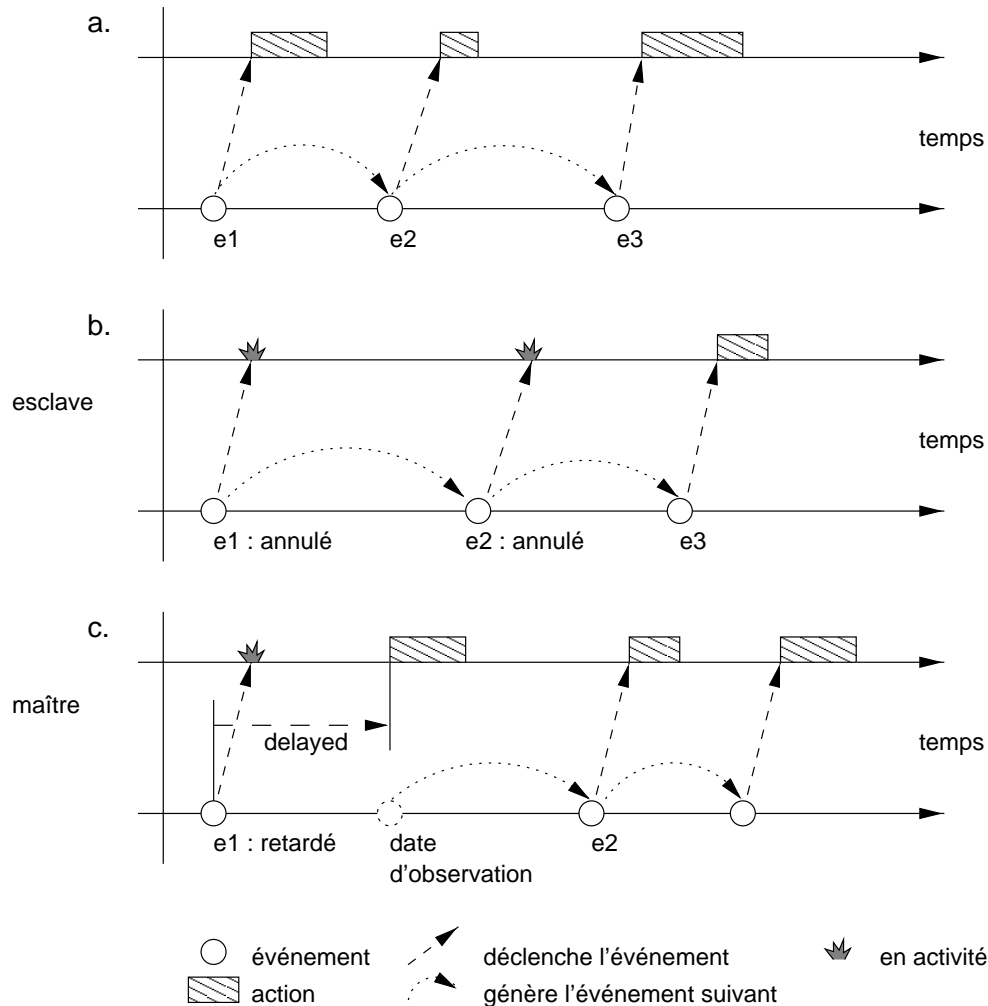 a.
temps
e1 e2 e3
b.
esclave
temps
e1 : annulé e2 : annulé e3
c.
maître
delayed
temps
e1 : retardé date e2
d'observation
événement déclenche l'événement en activité
action génère l'événement suivant